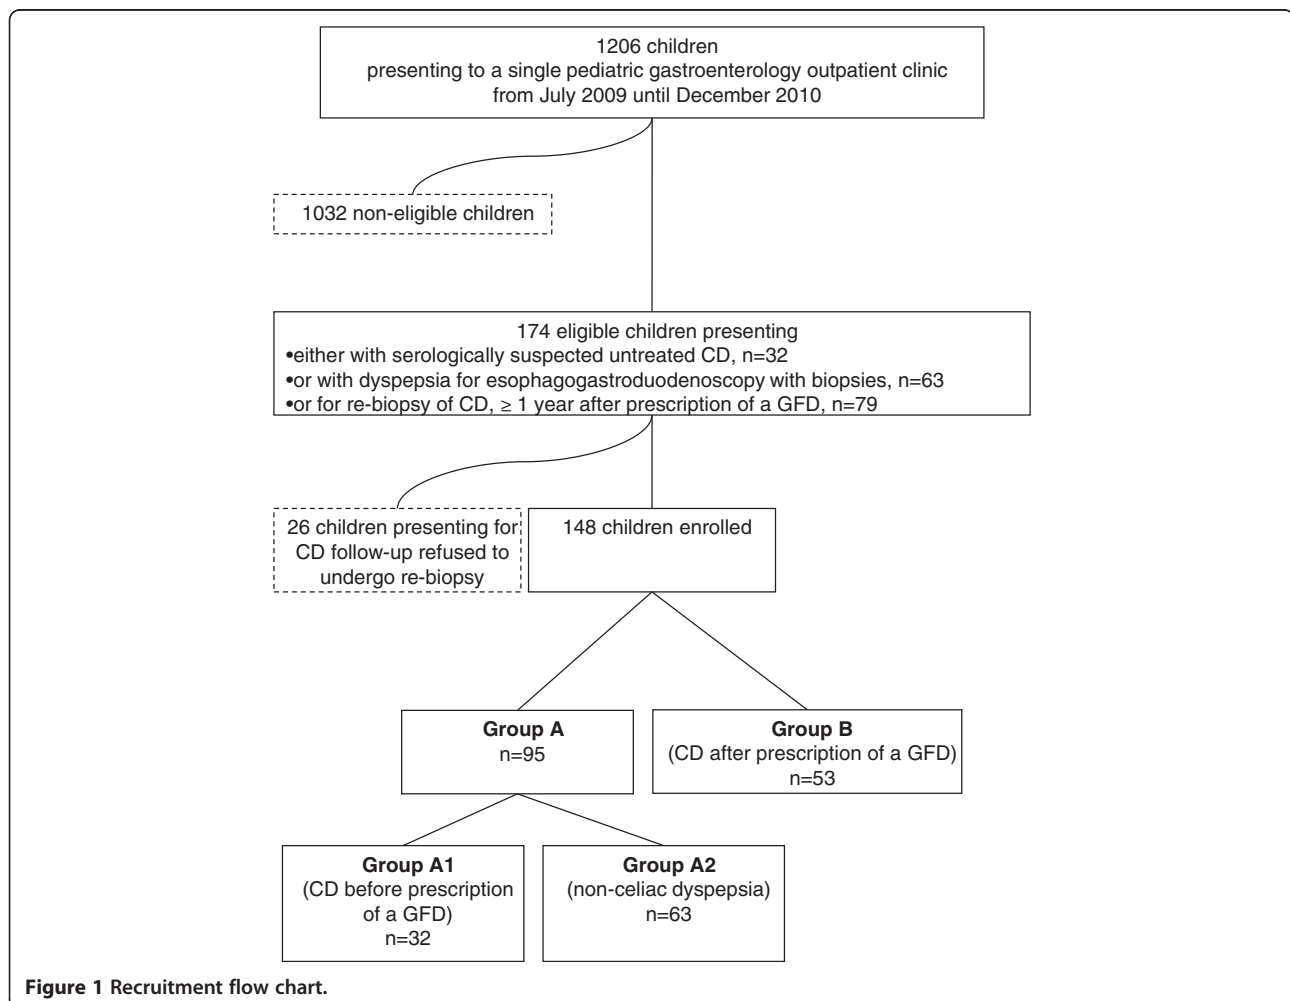 1206 children
presenting to a single pediatric gastroenterology outpatient clinic
from July 2009 until December 2010
1032 non-eligible children
174 eligible children presenting
•either with serologically suspected untreated CD, n=32
•or with dyspepsia for esophagogastroduodenoscopy with biopsies, n=63
•or for re-biopsy of CD, ≥ 1 year after prescription of a GFD, n=79
26 children presenting for
CD follow-up refused to
undergo re-biopsy
148 children enrolled
Group A
n=95
Group B
(CD after prescription of a GFD)
n=53
Group A1
(CD before prescription
of a GFD)
n=32
Group A2
(non-celiac dyspepsia)
n=63
Figure 1 Recruitment flow chart.